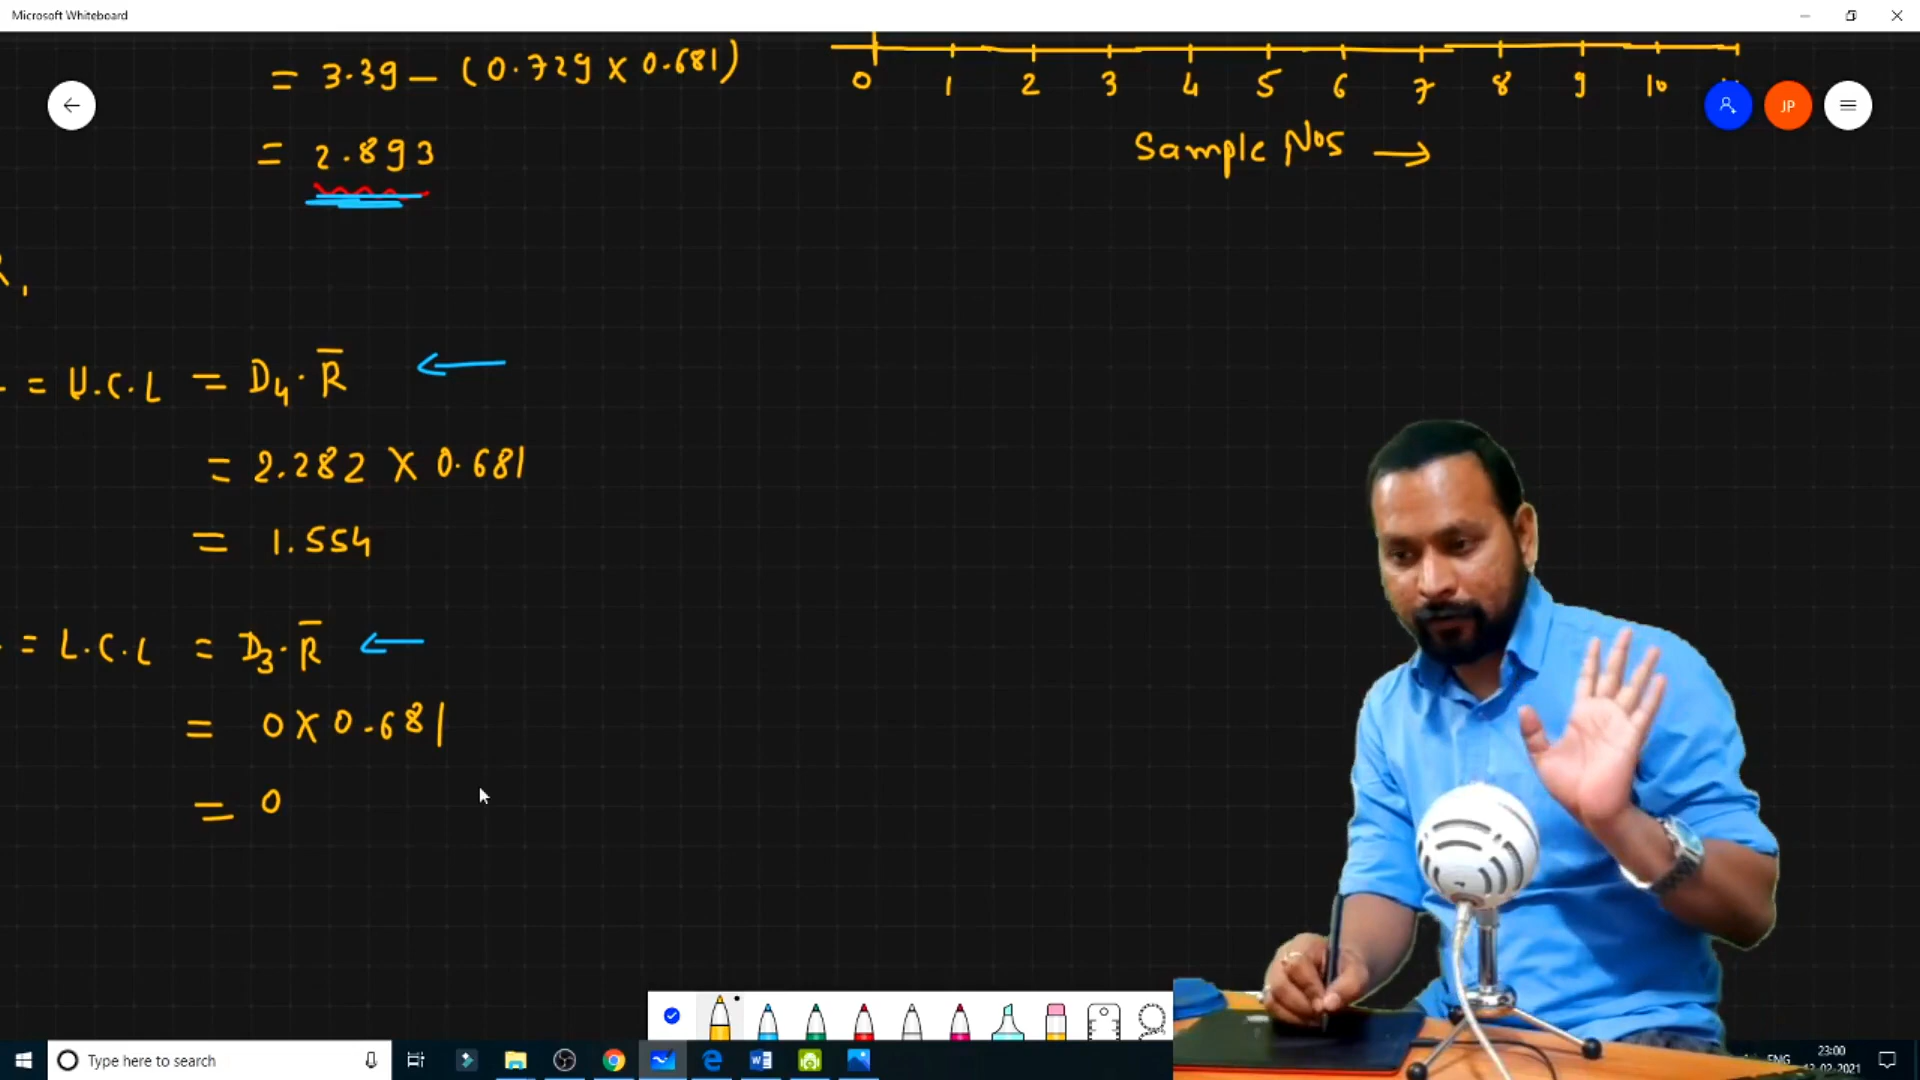 Microsoft Whiteboard
= 3.39 – (0.729 X 0.681)
= 2.893
0 1 2 3 4 5 6 7 8 9 10
Sample Nos →
JP
R,
= U.C.L = D₄ · R̅ ←
= 2.282 X 0.681
= 1.554
= L.C.L = D₃ · R̅ ←
= 0 X 0.681
= 0
Type here to search
ENG
23:00